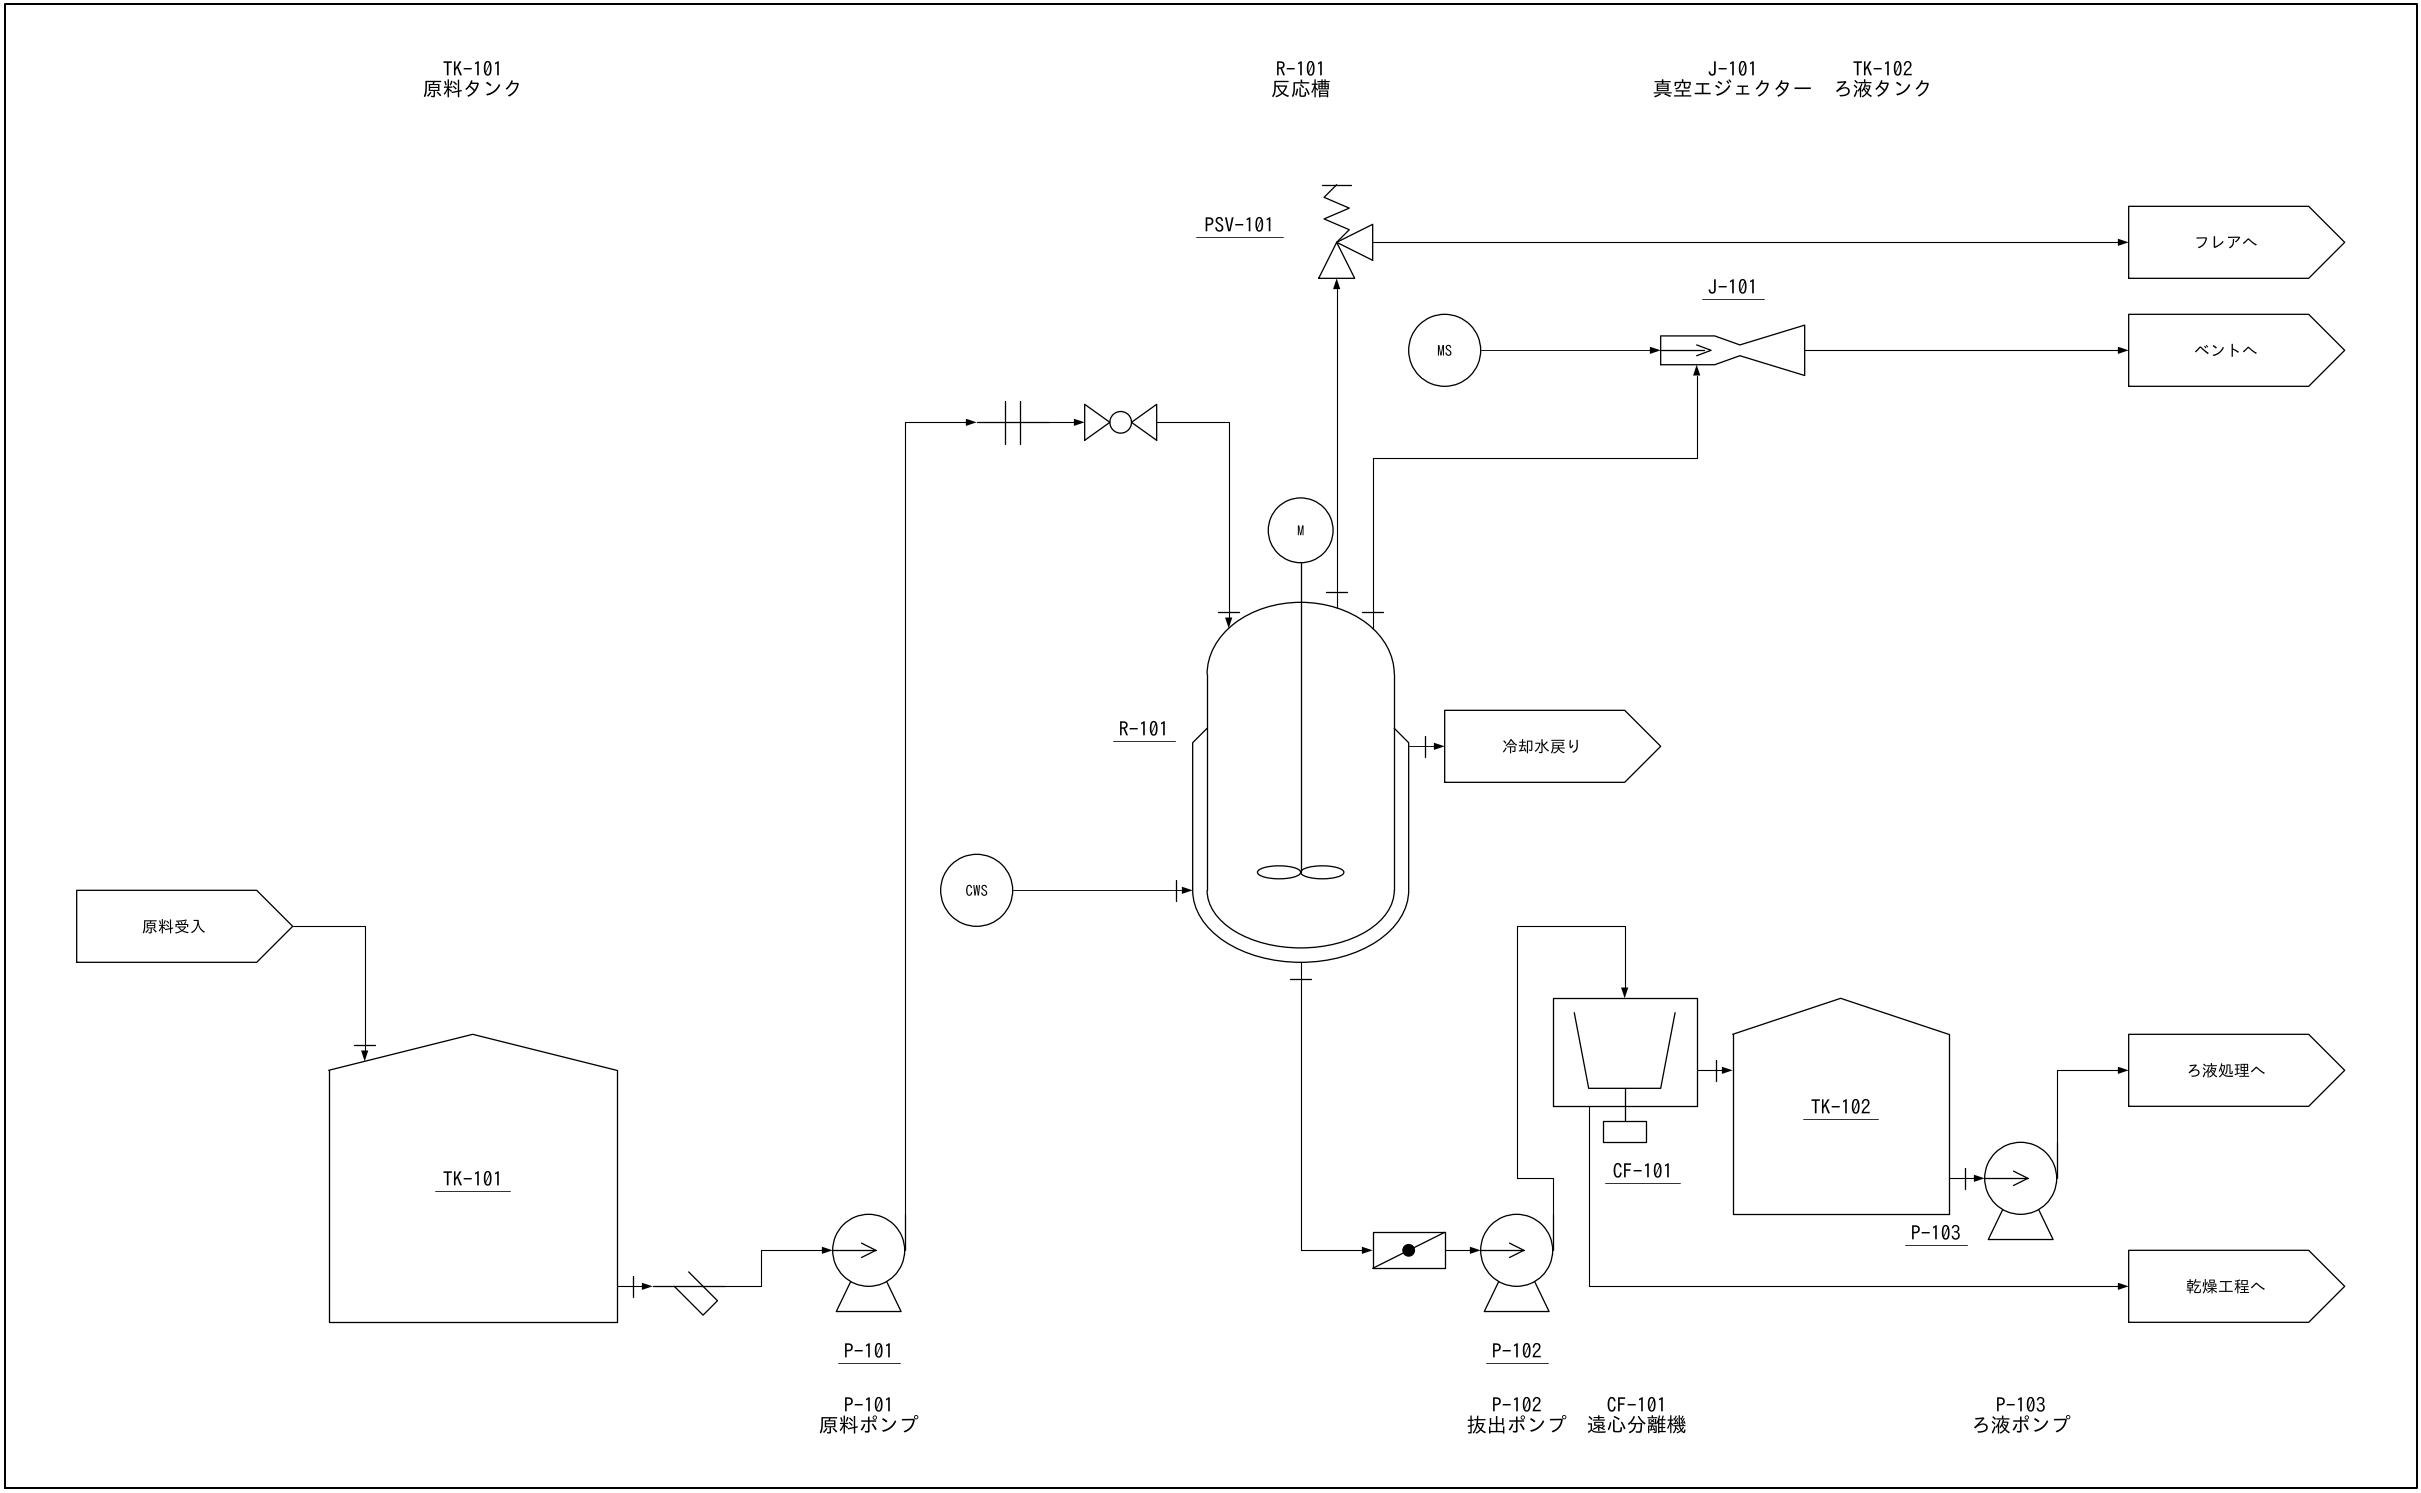 TK-101
原料タンク
R-101
反応槽
J-101
真空エジェクター
TK-102
ろ液タンク
PSV-101
フレアへ
J-101
MS
ベントへ
M
R-101
冷却水戻り
CWS
原料受入
TK-101
TK-102
ろ液処理へ
CF-101
P-103
乾燥工程へ
P-101
P-102
P-101
原料ポンプ
P-102
抜出ポンプ
CF-101
遠心分離機
P-103
ろ液ポンプ